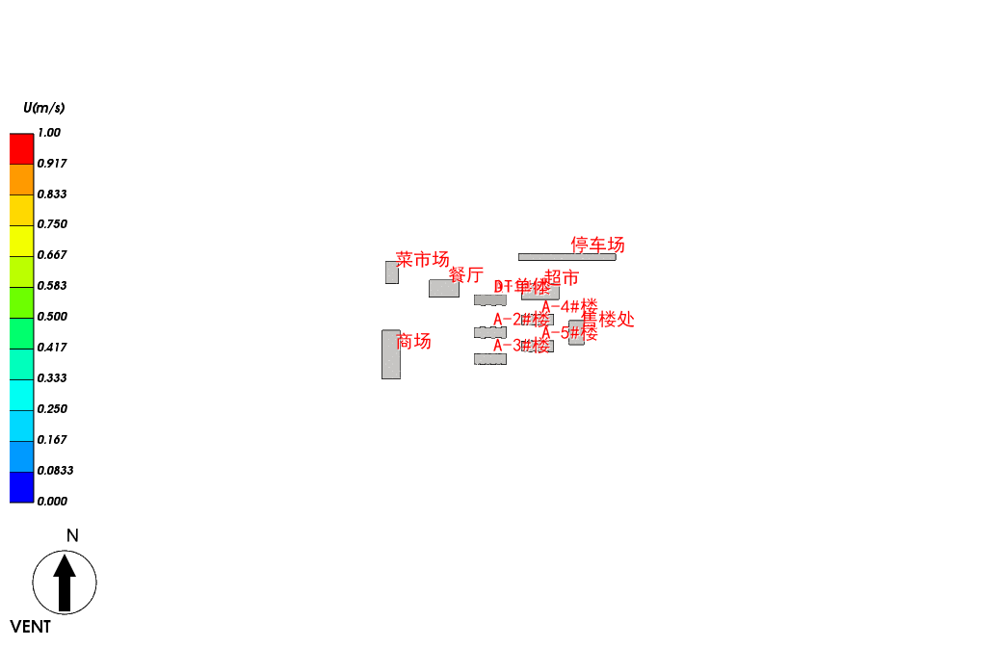 U(m/s)
1.00
0.917
0.833
0.750
0.667
0.583
0.500
0.417
0.333
0.250
0.167
0.0833
0.000
停车场
菜市场
餐厅
超市
A-4#楼
A-2#楼
售楼处
A-5#楼
商场
A-3#楼
N
VENT